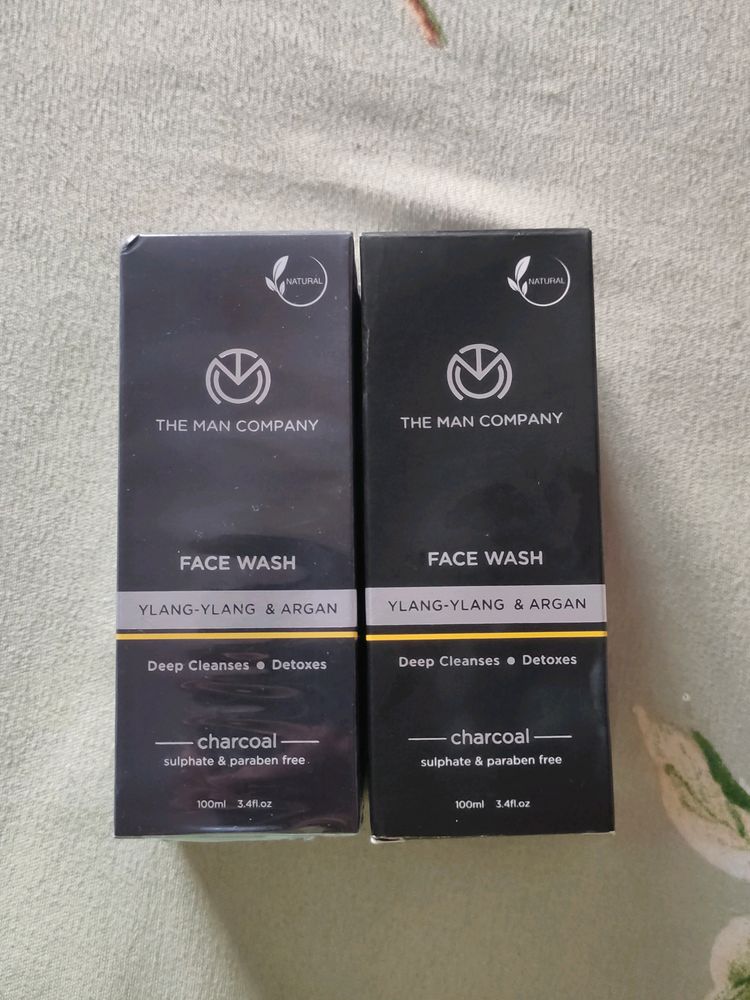 NATURAL
THE MAN COMPANY
FACE WASH
YLANG-YLANG & ARGAN
Deep Cleanses • Detoxes
charcoal
sulphate & paraben free
100ml 3.4fl.oz
NATURAL
THE MAN COMPANY
FACE WASH
YLANG-YLANG & ARGAN
Deep Cleanses • Detoxes
charcoal
sulphate & paraben free
100ml 3.4fl.oz